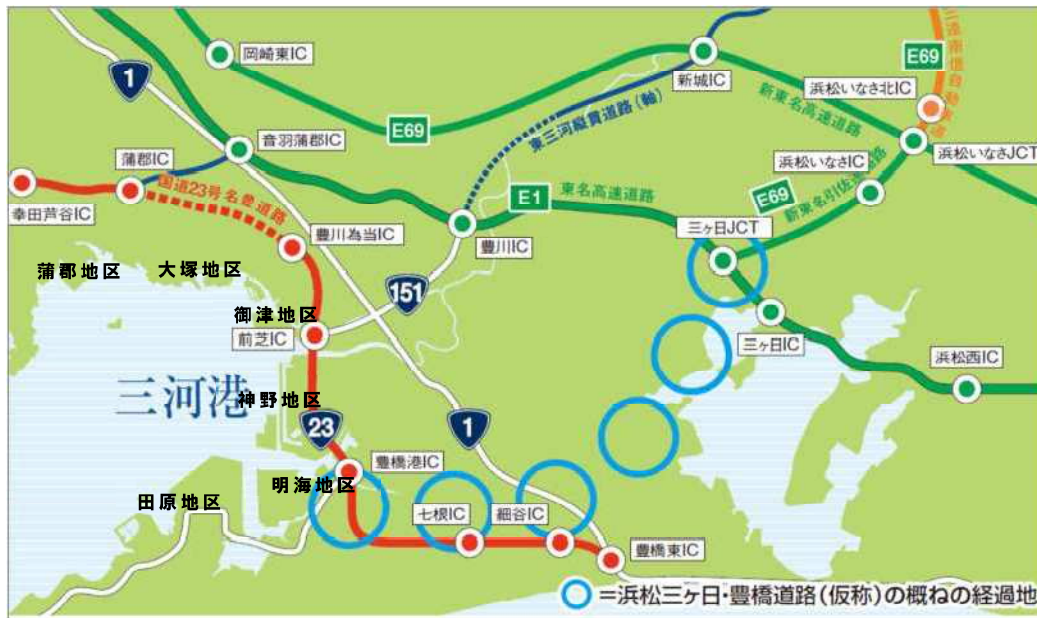 岡崎東IC
1
新城IC
浜松いなさ北IC
E69
三遠南信自動車道
E69
音羽蒲郡IC
東三河縦貫道路(軸)
新東名高速道路
浜松いなさJCT
蒲郡IC
浜松いなさIC
国道23号名豊道路
E1
東名高速道路
E69
新東名引佐連絡路
幸田芦谷IC
豊川為当IC
豊川IC
三ヶ日JCT
蒲郡地区
大塚地区
151
御津地区
前芝IC
三ヶ日IC
浜松西IC
三河港
神野地区
23
1
豊橋港IC
明海地区
田原地区
七根IC
細谷IC
豊橋東IC
=浜松三ヶ日・豊橋道路(仮称)の概ねの経過地